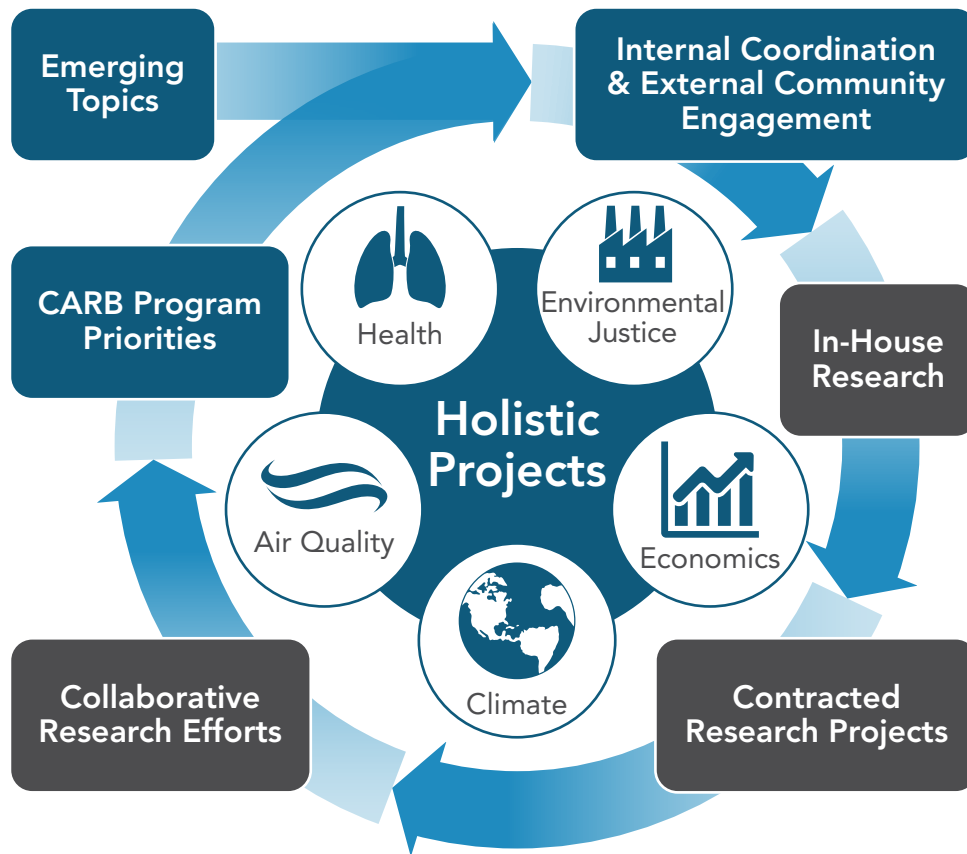 Emerging
Topics
Internal Coordination
& External Community
Engagement
CARB Program
Priorities
Health
Environmental
Justice
In-House
Research
Holistic
Projects
Air Quality
Economics
Climate
Collaborative
Research Efforts
Contracted
Research Projects